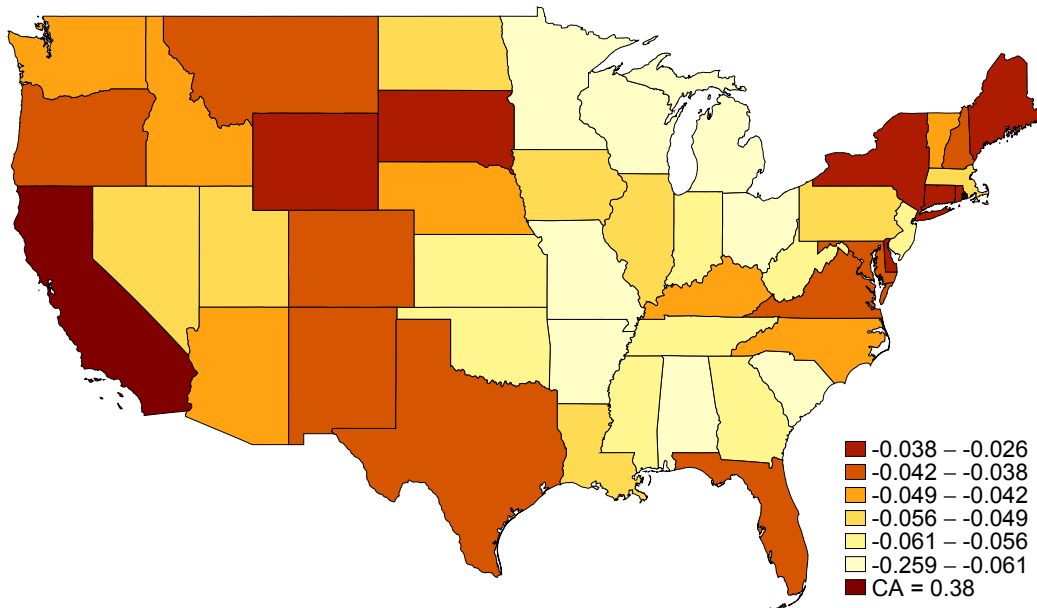 -0.038 – -0.026
-0.042 – -0.038
-0.049 – -0.042
-0.056 – -0.049
-0.061 – -0.056
-0.259 – -0.061
CA = 0.38